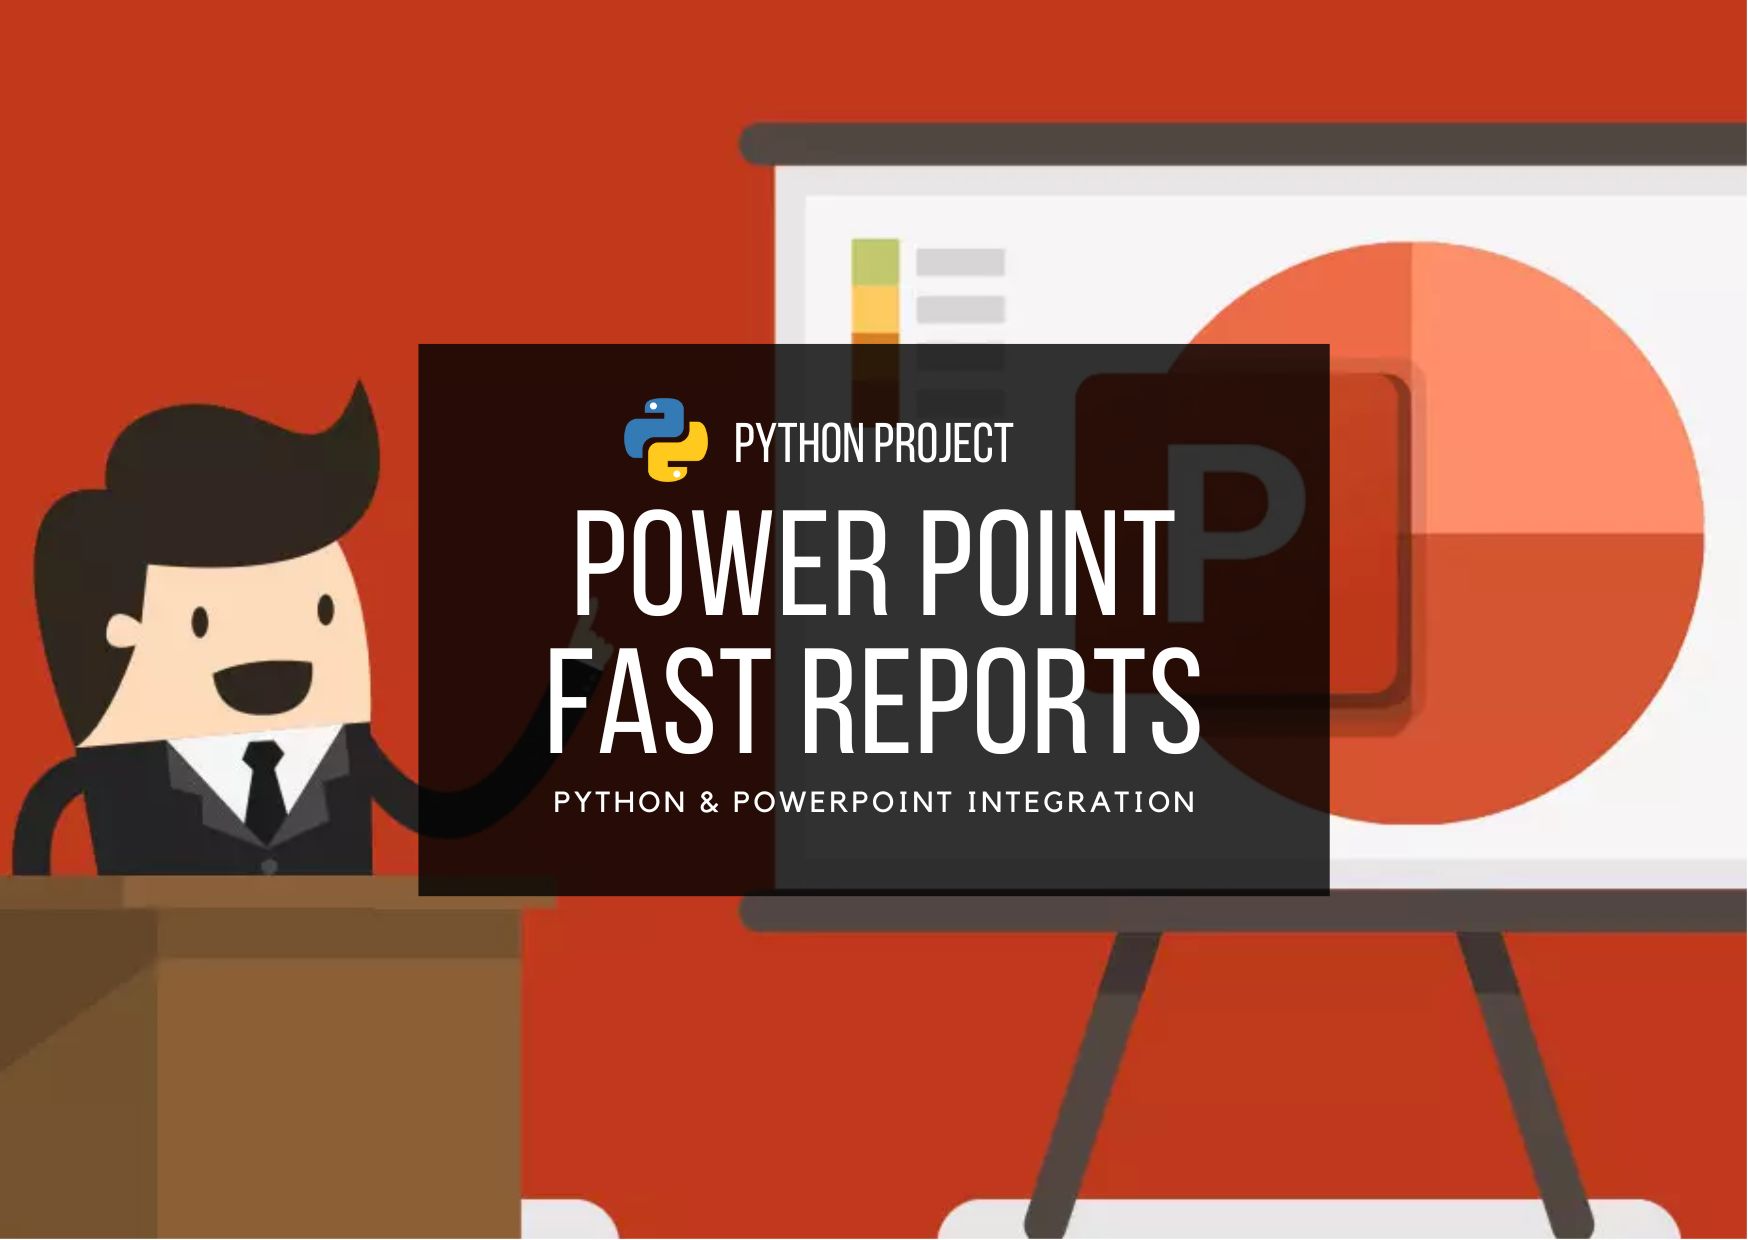 PYTHON PROJECT
POWER POINT
FAST REPORTS
PYTHON & POWERPOINT INTEGRATION
P